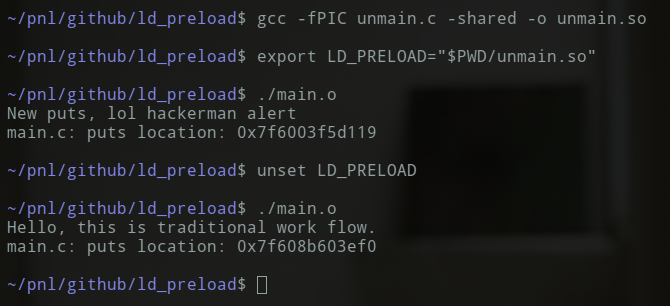 ~/pnl/github/ld_preload$ gcc -fPIC unmain.c -shared -o unmain.so
~/pnl/github/ld_preload$ export LD_PRELOAD="$PWD/unmain.so"
~/pnl/github/ld_preload$ ./main.o
New puts, lol hackerman alert
main.c: puts location: 0x7f6003f5d119
~/pnl/github/ld_preload$ unset LD_PRELOAD
~/pnl/github/ld_preload$ ./main.o
Hello, this is traditional work flow.
main.c: puts location: 0x7f608b603ef0
~/pnl/github/ld_preload$